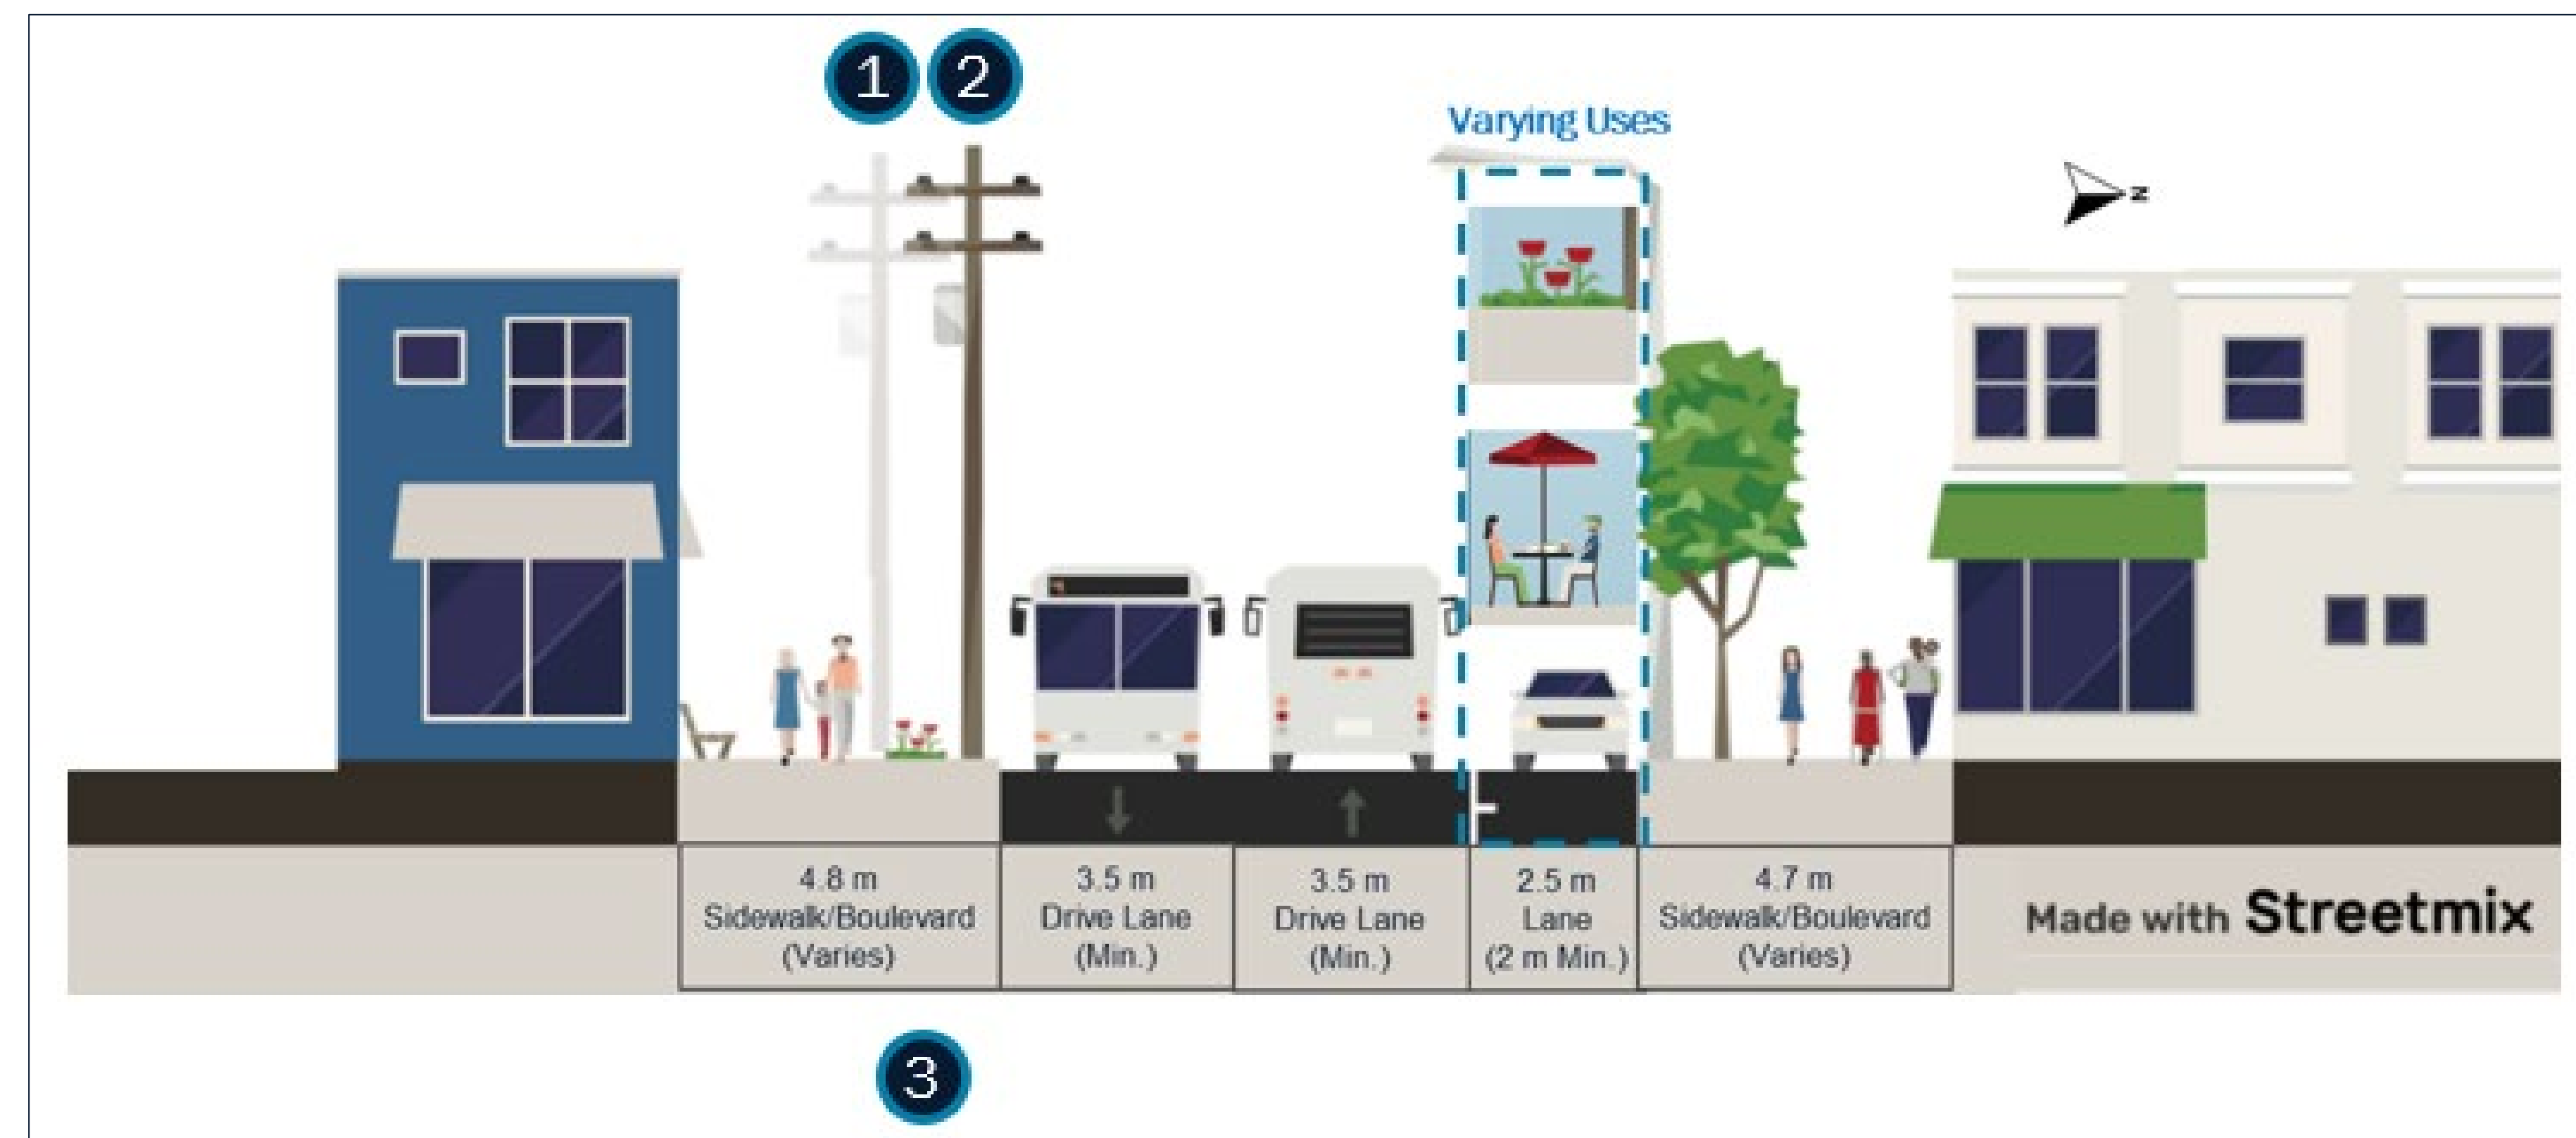 1 2
Varying Uses
N
4.8 m
Sidewalk/Boulevard
(Varies)
3.5 m
Drive Lane
(Min.)
3.5 m
Drive Lane
(Min.)
2.5 m
Lane
(2 m Min.)
4.7 m
Sidewalk/Boulevard
(Varies)
Made with Streetmix
3